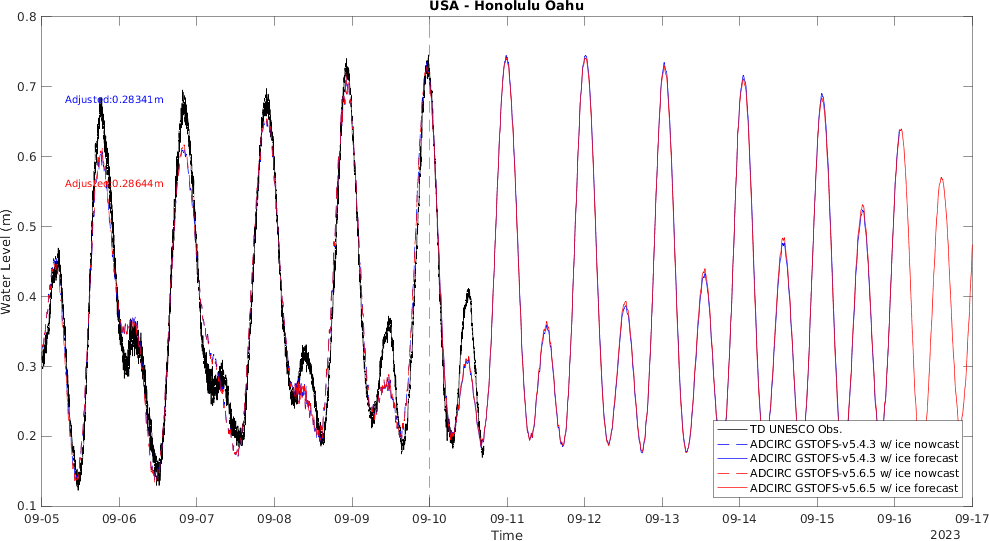 USA - Honolulu Oahu
0.8
0.7
0.6
0.5
0.4
0.3
0.2
0.1
Water Level (m)
Adjusted:0.28341m
Adjusted:0.28644m
TD UNESCO Obs.
ADCIRC GSTOFS-v5.4.3 w/ ice nowcast
ADCIRC GSTOFS-v5.4.3 w/ ice forecast
ADCIRC GSTOFS-v5.6.5 w/ ice nowcast
ADCIRC GSTOFS-v5.6.5 w/ ice forecast
09-05 09-06 09-07 09-08 09-09 09-10 09-11 09-12 09-13 09-14 09-15 09-16 09-17
Time
2023